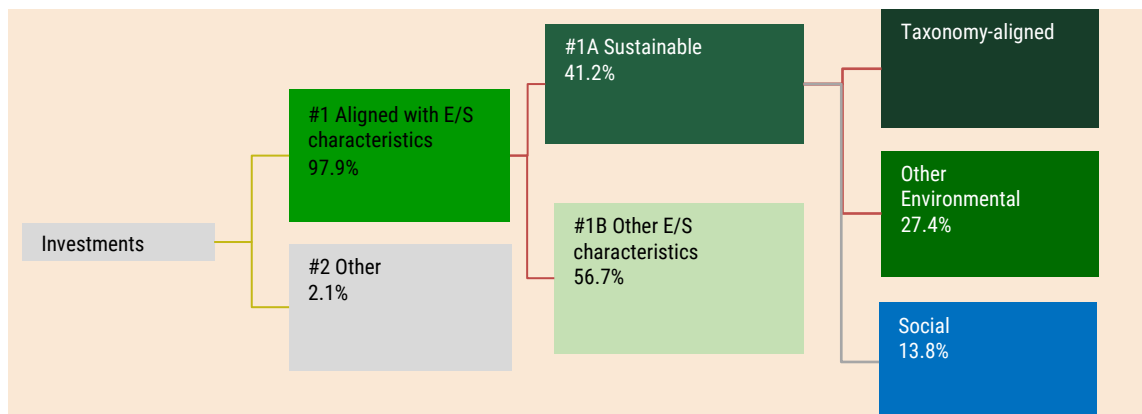 Investments
#1 Aligned with E/S
characteristics
97.9%
#2 Other
2.1%
#1A Sustainable
41.2%
#1B Other E/S
characteristics
56.7%
Taxonomy-aligned
Other
Environmental
27.4%
Social
13.8%